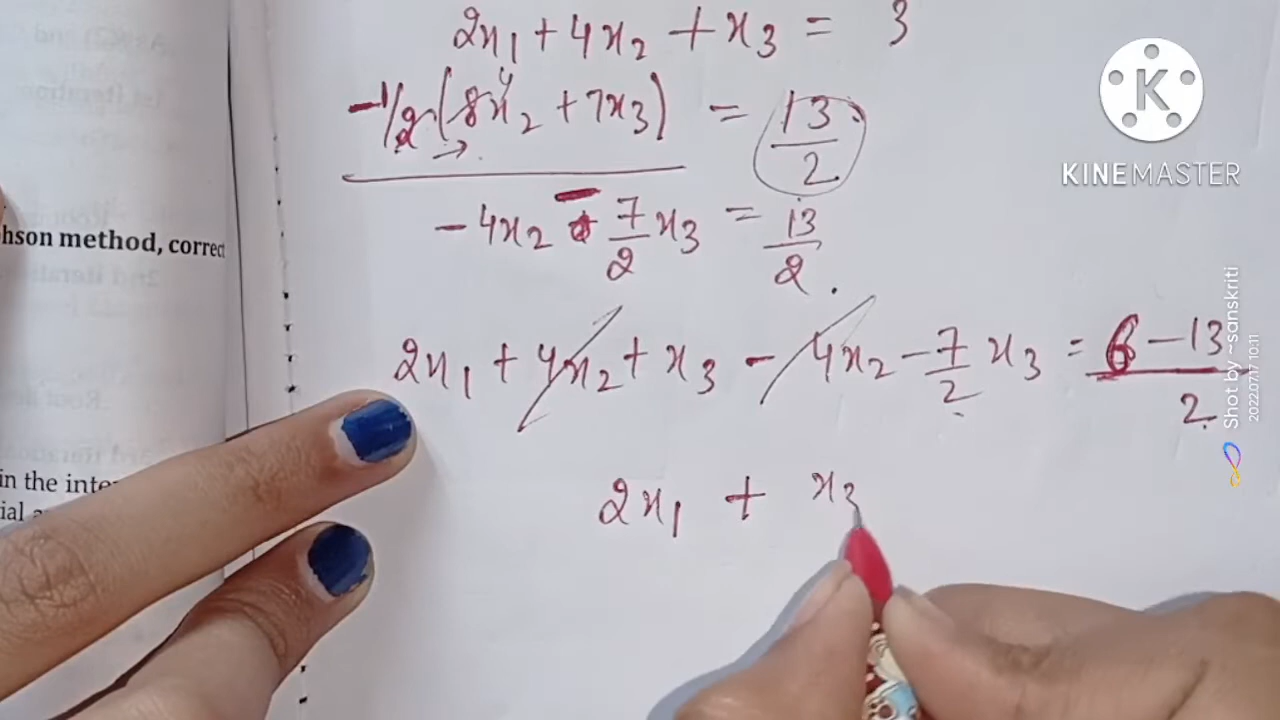 2x₁ + 4x₂ + x₃ = 3
-1/2 (8x₂ + 7x₃) = 13/2
4
-4x₂ - 7/2 x₃ = 13/2 .
2x₁ + 4x₂ + x₃ - 4x₂ - 7/2 x₃ = 6 - 13 / 2
2x₁ + x₃
hson method, correct
in the inte
ial a
KINEMASTER
K
Shot by ~sanskriti
2022.07.17 10:11